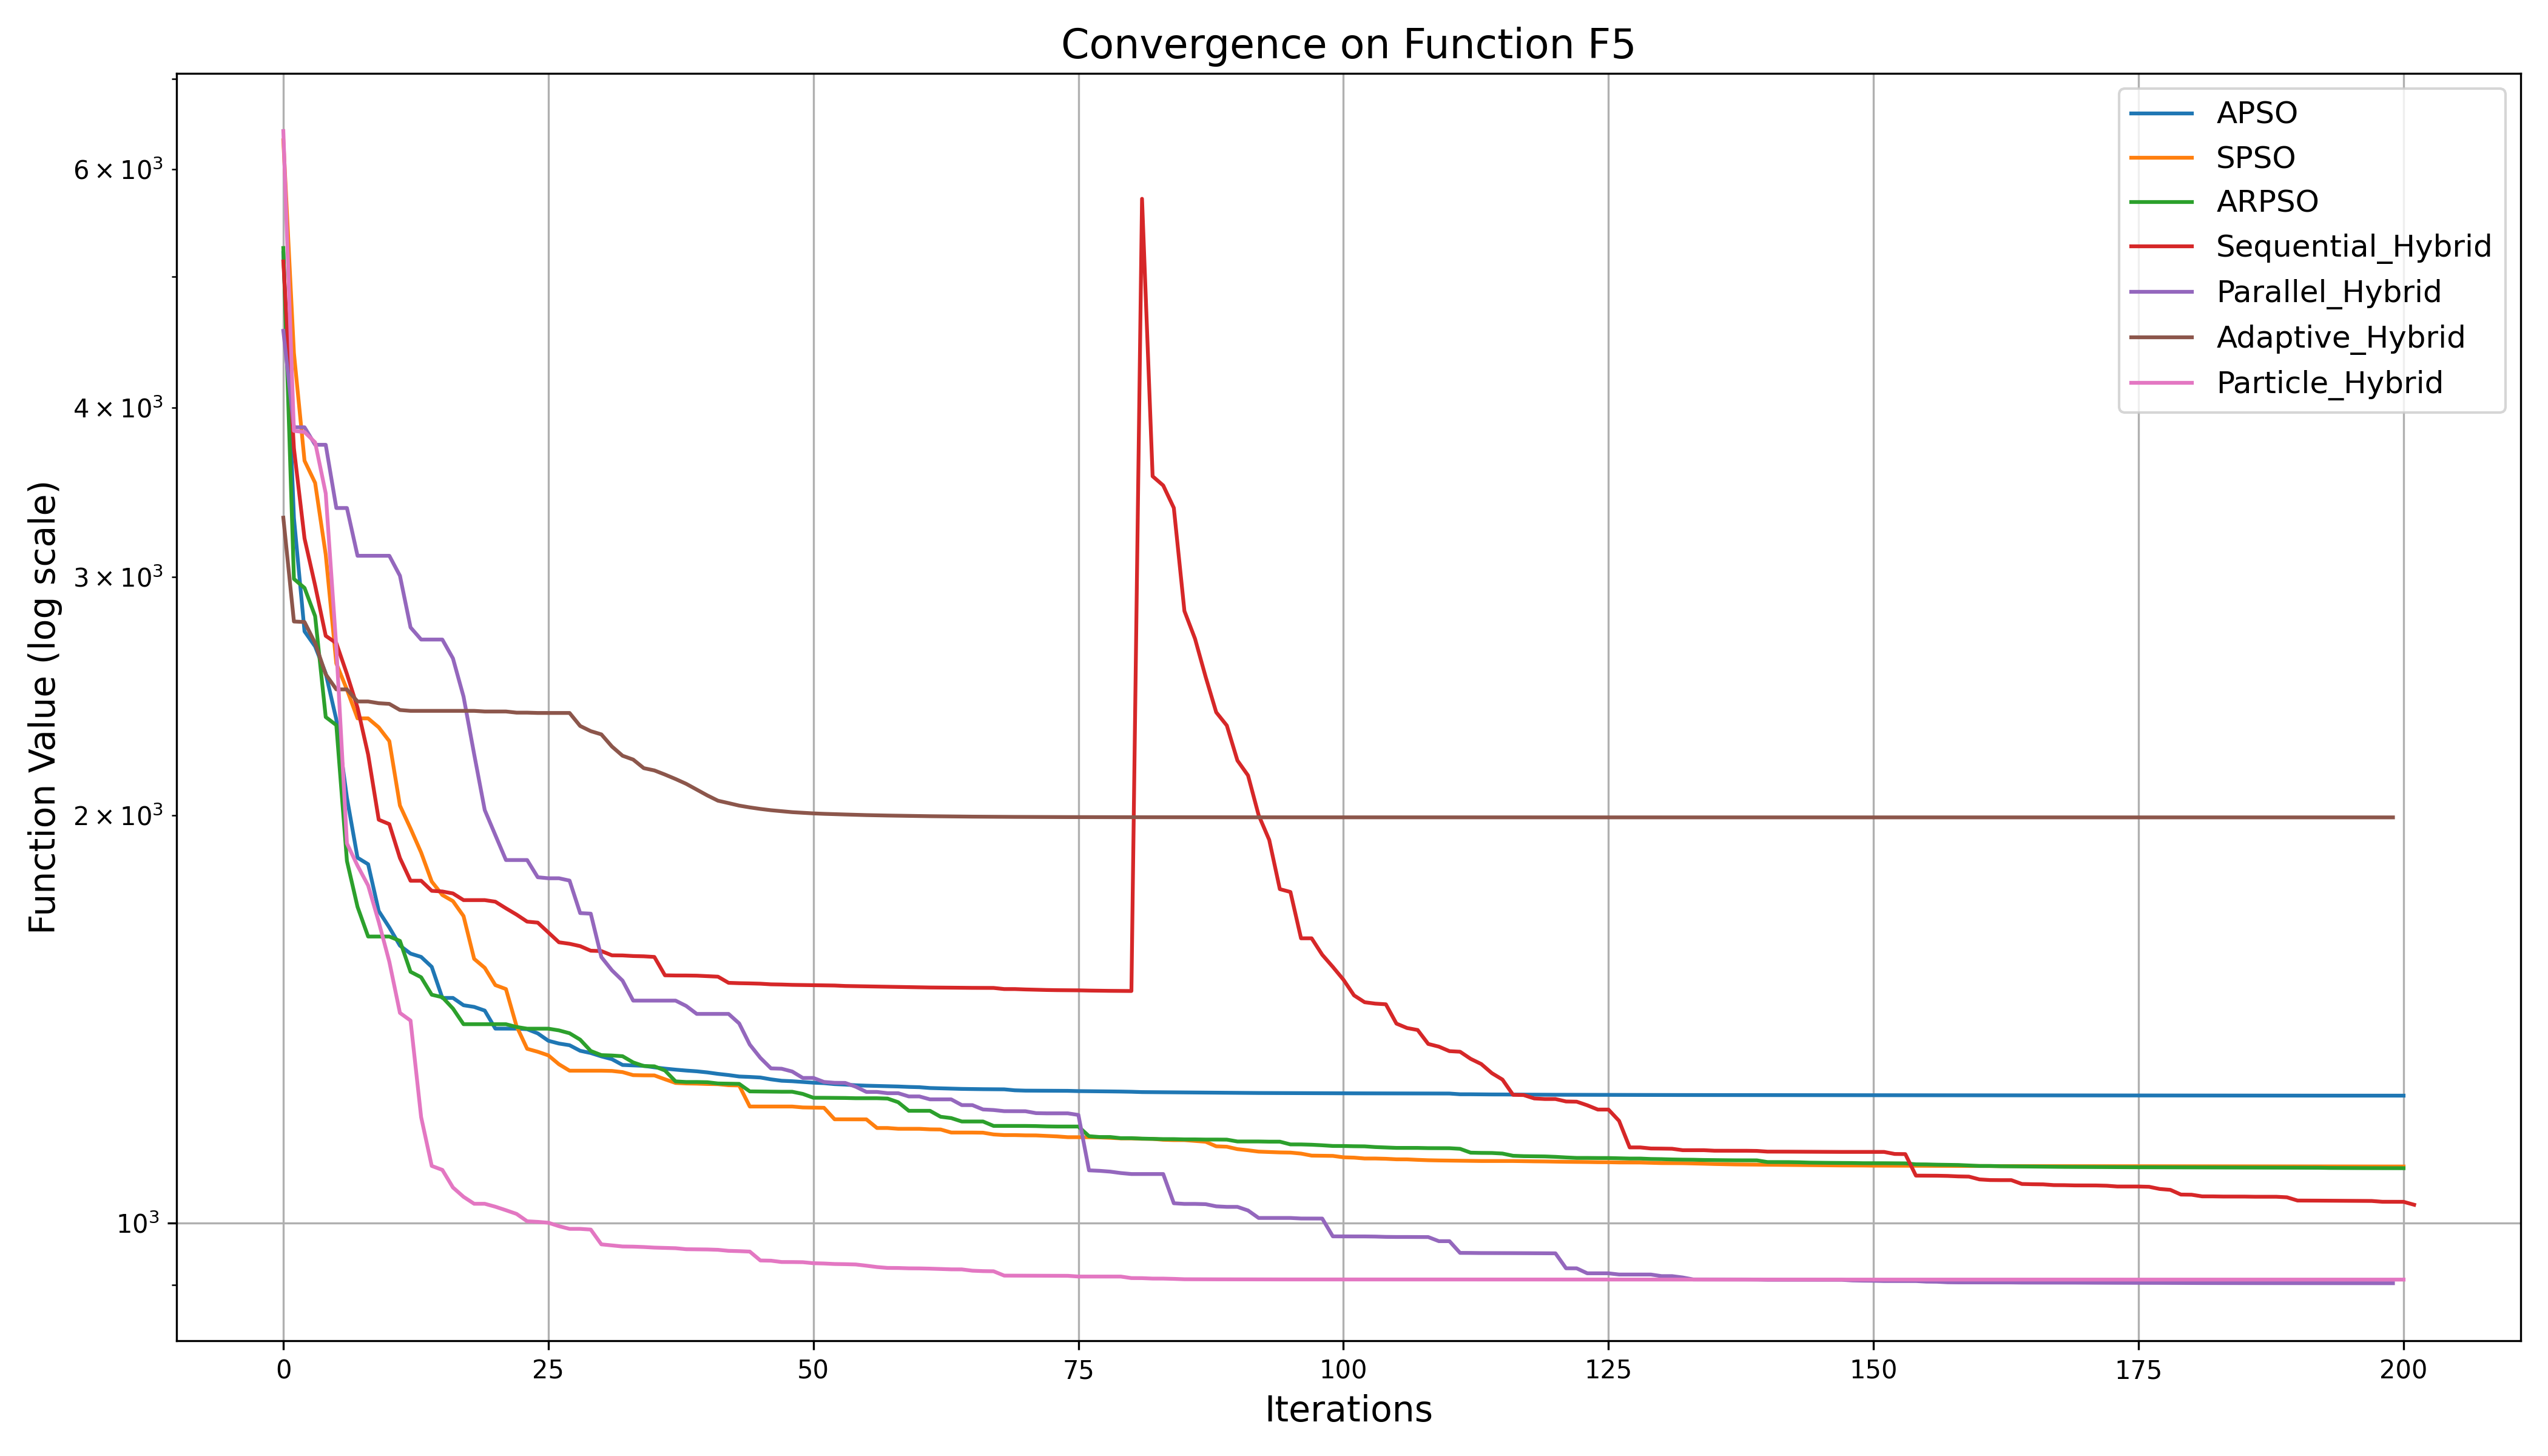 Convergence on Function F5
Function Value (log scale)
6 × 10³
4 × 10³
3 × 10³
2 × 10³
10³
APSO
SPSO
ARPSO
Sequential_Hybrid
Parallel_Hybrid
Adaptive_Hybrid
Particle_Hybrid
0 25 50 75 100 125 150 175 200
Iterations